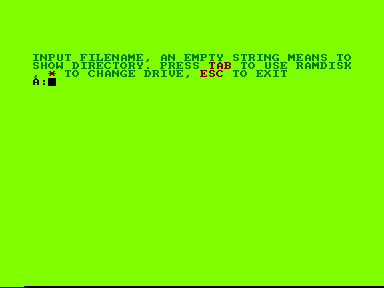 INPUT FILENAME, AN EMPTY STRING MEANS TO
SHOW DIRECTORY. PRESS TAB TO USE RAMDISK
, * TO CHANGE DRIVE, ESC TO EXIT
A: